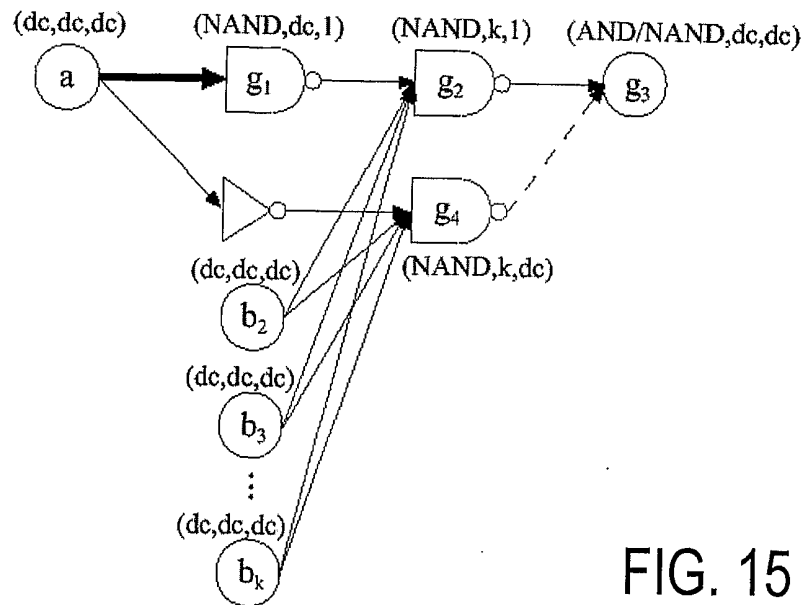 (dc,dc,dc) (NAND,dc,1) (NAND,k,1) (AND/NAND,dc,dc)
a g1 g2 g3
g4
(dc,dc,dc) (NAND,k,dc)
b2
(dc,dc,dc)
b3
(dc,dc,dc)
bk
FIG. 15